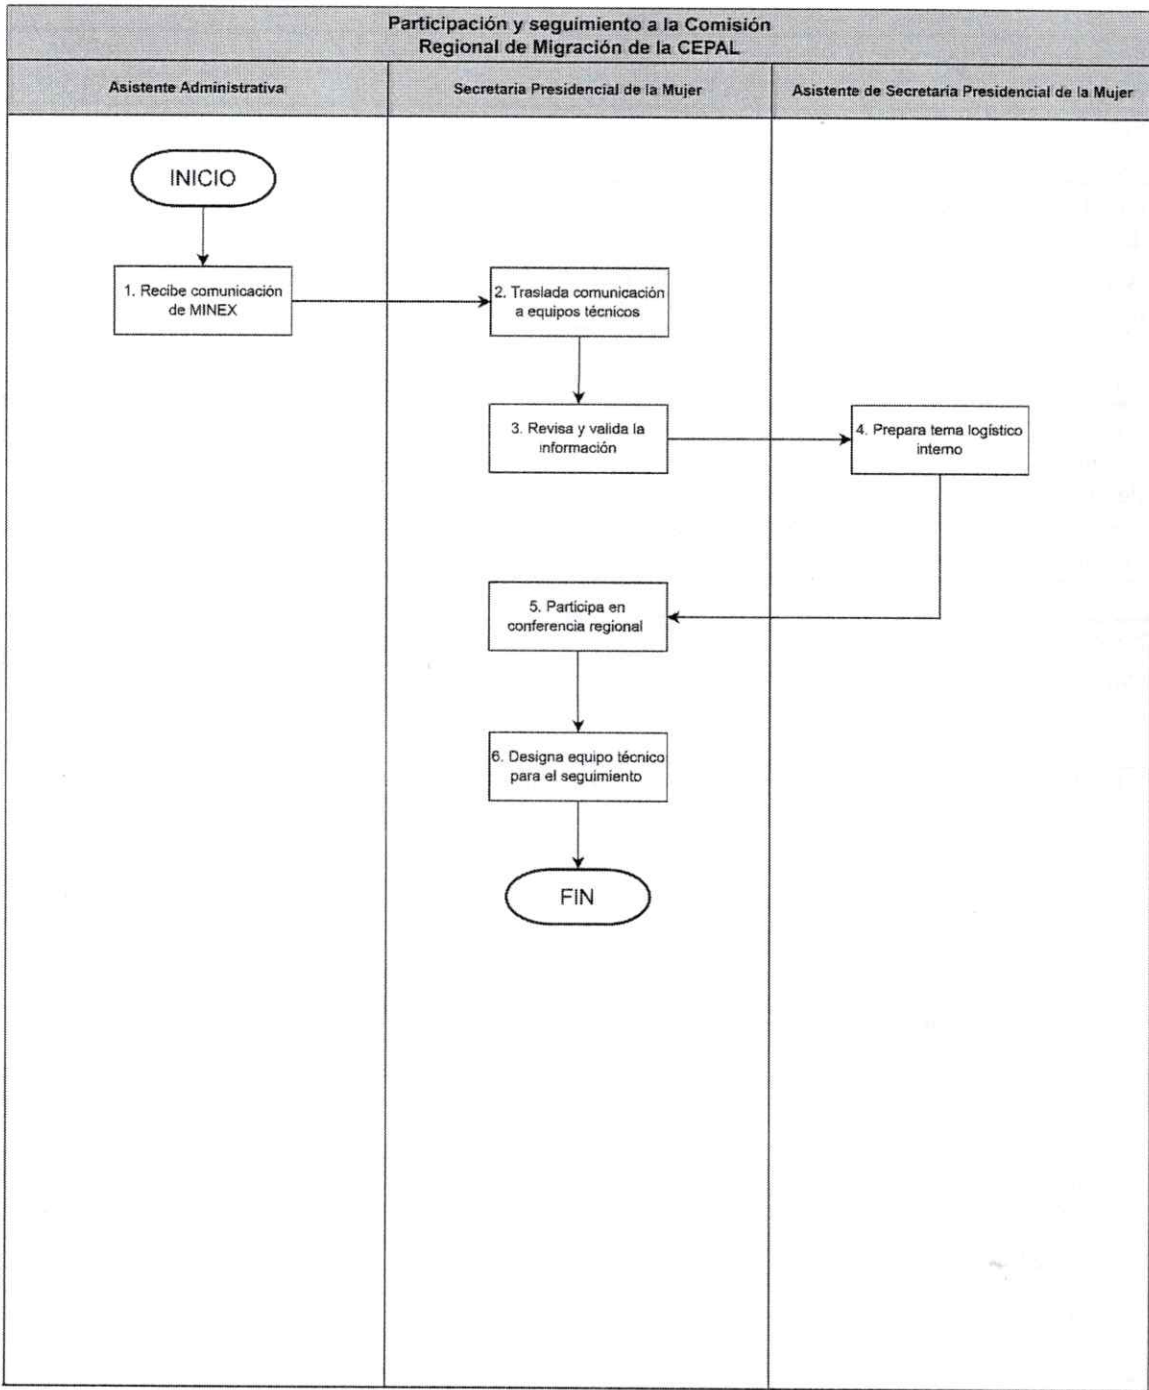 Participación y seguimiento a la Comisión
Regional de Migración de la CEPAL
Asistente Administrativa
Secretaria Presidencial de la Mujer
Asistente de Secretaria Presidencial de la Mujer
INICIO
1. Recibe comunicación
de MINEX
2. Traslada comunicación
a equipos técnicos
3. Revisa y valida la
información
4. Prepara tema logístico
interno
5. Participa en
conferencia regional
6. Designa equipo técnico
para el seguimiento
FIN